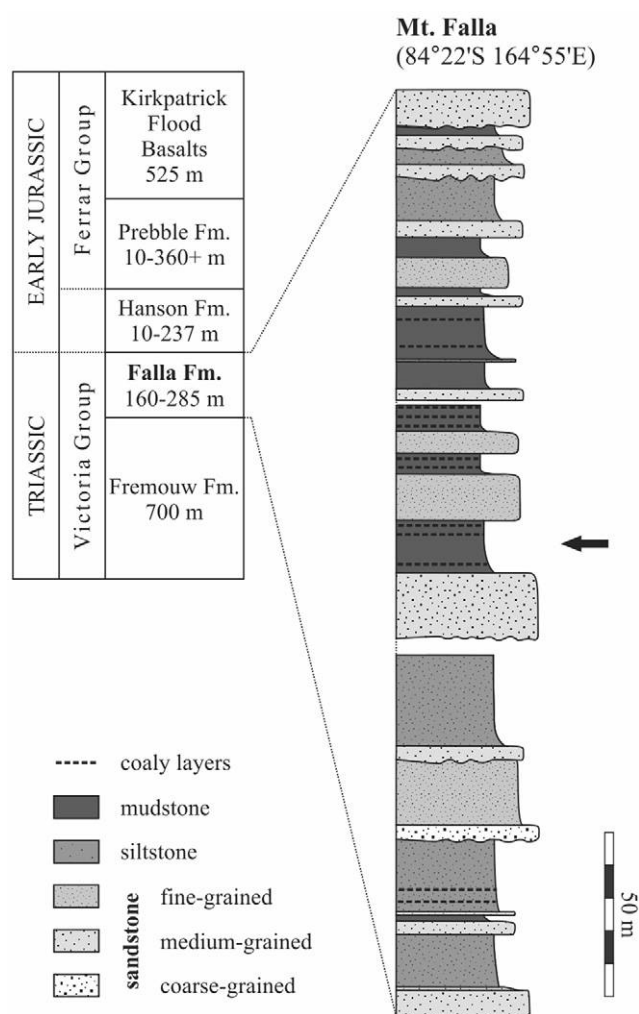 Mt. Falla
(84°22'S 164°55'E)
EARLY JURASSIC
TRIASSIC
Ferrar Group
Victoria Group
Kirkpatrick
Flood
Basalts
525 m
Prebble Fm.
10-360+ m
Hanson Fm.
10-237 m
Falla Fm.
160-285 m
Fremouw Fm.
700 m
coaly layers
mudstone
siltstone
sandstone
fine-grained
medium-grained
coarse-grained
50 m